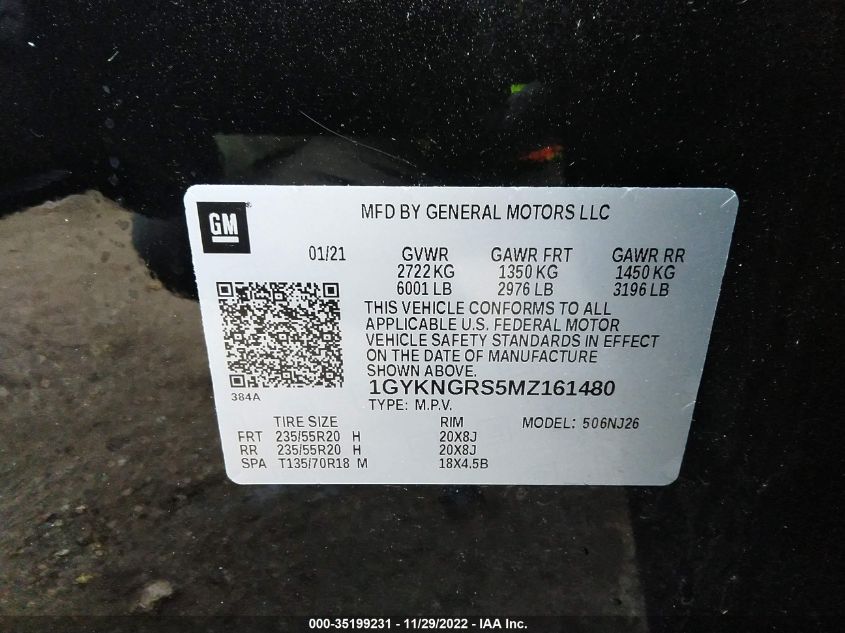 GM ®
MFD BY GENERAL MOTORS LLC
01/21 GVWR GAWR FRT GAWR RR
2722 KG 1350 KG 1450 KG
6001 LB 2976 LB 3196 LB
THIS VEHICLE CONFORMS TO ALL
APPLICABLE U.S. FEDERAL MOTOR
VEHICLE SAFETY STANDARDS IN EFFECT
ON THE DATE OF MANUFACTURE
SHOWN ABOVE.
384A
1GYKNGRS5MZ161480
TYPE: M.P.V. MODEL: 506NJ26
TIRE SIZE RIM
FRT 235/55R20 H 20X8J
RR 235/55R20 H 20X8J
SPA T135/70R18 M 18X4.5B
000-35199231 - 11/29/2022 - IAA Inc.